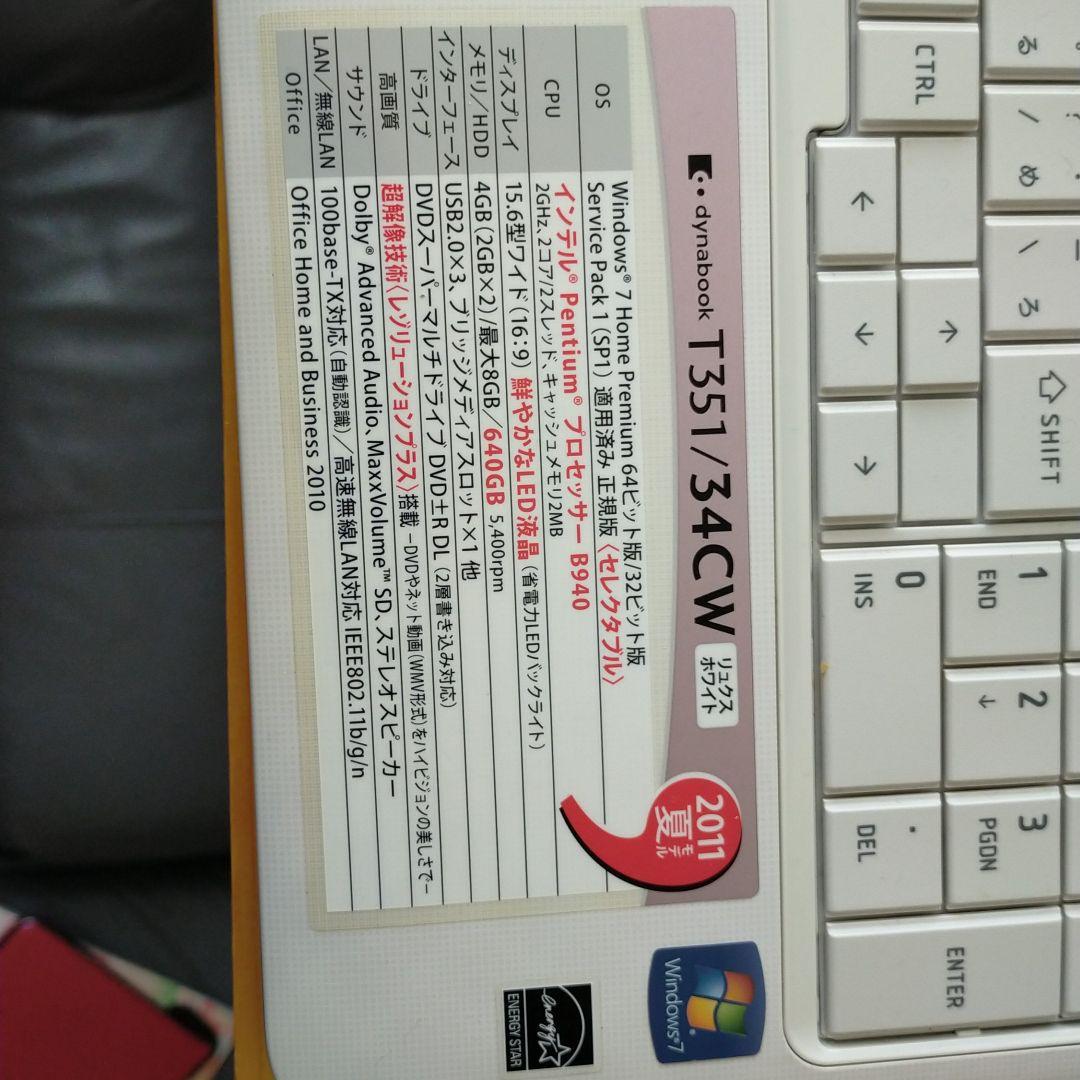 dynabook T351/34CW リュクス
ホワイト
2011
夏モデル
OS Windows® 7 Home Premium 64ビット版/32ビット版
Service Pack 1 (SP1) 適用済み 正規版〈セレクタブル〉
CPU インテル® Pentium® プロセッサー B940
2GHz、2コア/2スレッド、キャッシュメモリ2MB
ディスプレイ 15.6型ワイド(16:9) 鮮やかなLED液晶(省電力LEDバックライト)
メモリ/HDD 4GB(2GB×2)/最大8GB/640GB 5,400rpm
インターフェース USB2.0×3、ブリッジメディアスロット×1 他
ドライブ DVDスーパーマルチドライブ DVD±R DL (2層書き込み対応)
高画質 超解像技術〈レゾリューションプラス〉搭載 −DVDやネット動画(WMV形式)をハイビジョンの美しさで−
サウンド Dolby® Advanced Audio、MaxxVolume™ SD、ステレオスピーカー
LAN/無線LAN 100base-TX対応(自動認識)/高速無線LAN対応 IEEE802.11b/g/n
Office Office Home and Business 2010
Windows®7
energy
ENERGY STAR
CTRL
る
/
め
\
ろ
SHIFT
←
↑
↓
→
1
END
2
↓
3
PGDN
0
INS
.
DEL
ENTER